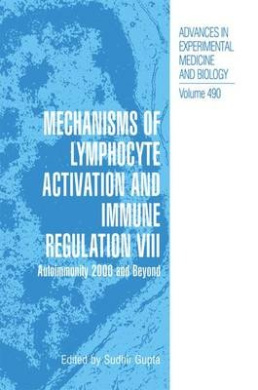 ADVANCES IN
EXPERIMENTAL
MEDICINE
AND BIOLOGY
Volume 490
MECHANISMS OF
LYMPHOCYTE
ACTIVATION AND
IMMUNE
REGULATION VIII
Autoimmunity 2000 and Beyond
Edited by Sudhir Gupta